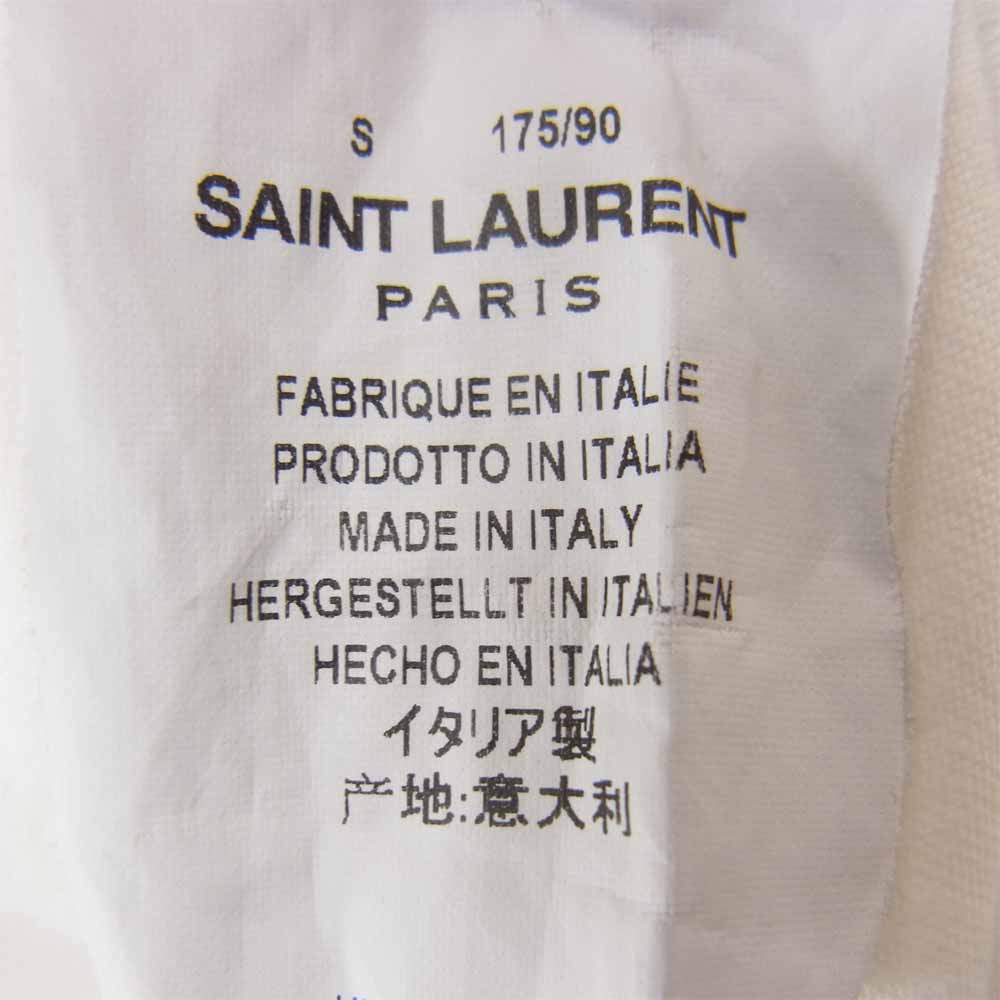 S 175/90
SAINT LAURENT
PARIS
FABRIQUE EN ITALIE
PRODOTTO IN ITALIA
MADE IN ITALY
HERGESTELLT IN ITALIEN
HECHO EN ITALIA
イタリア製
产地:意大利